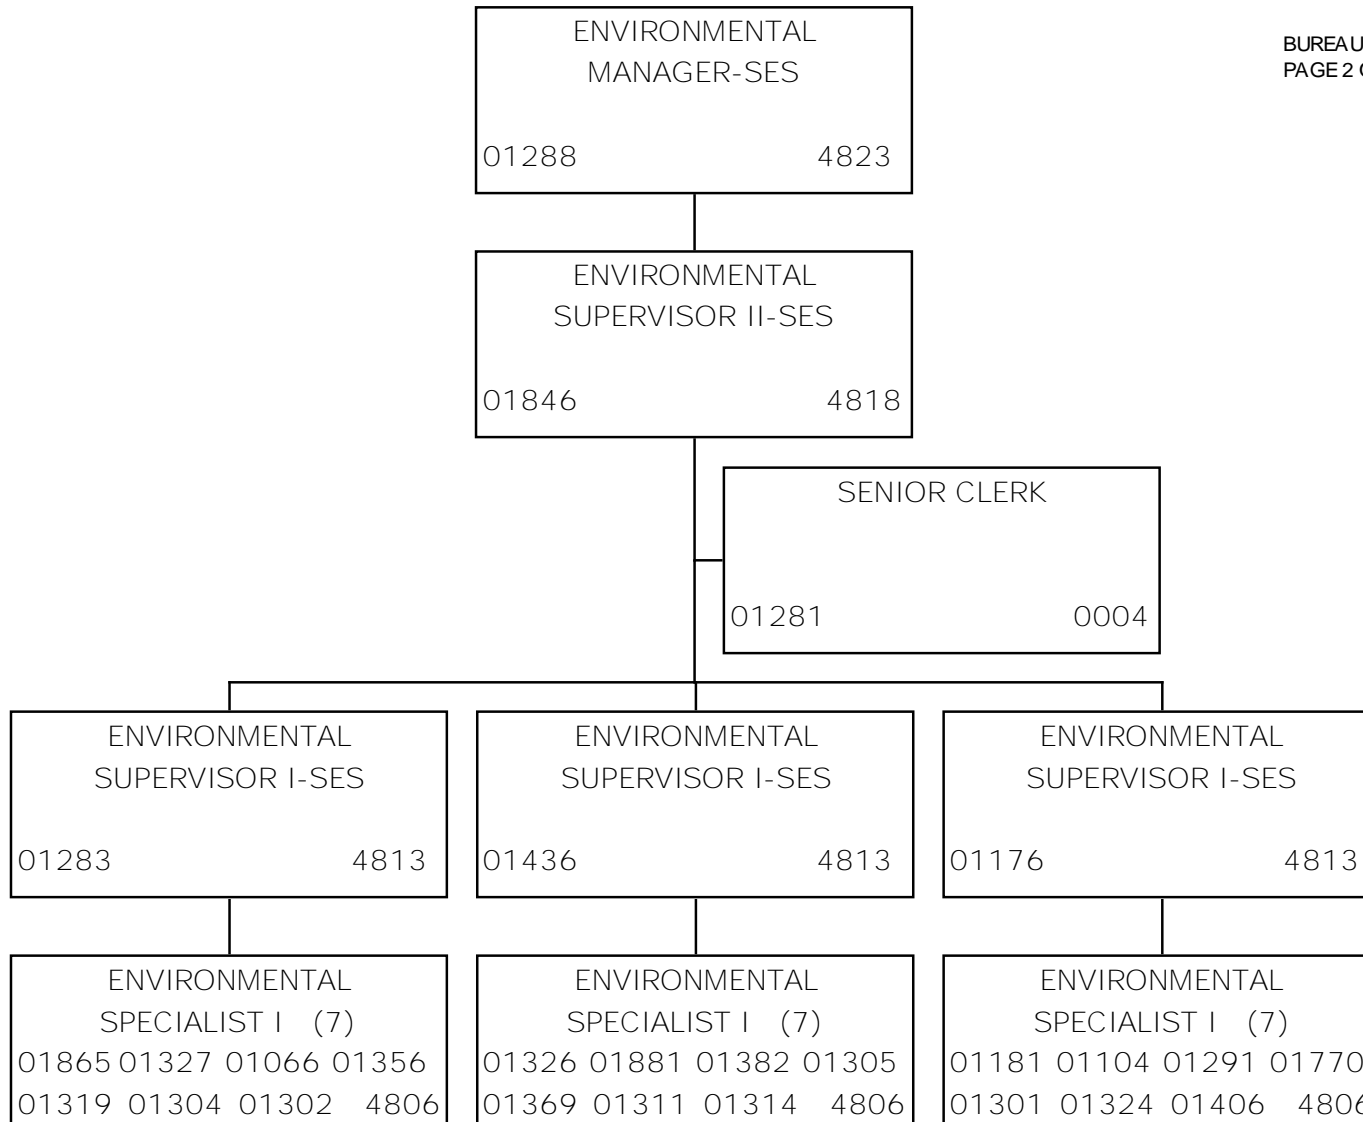 BUREAU
PAGE 2
ENVIRONMENTAL
MANAGER-SES
01288 4823
ENVIRONMENTAL
SUPERVISOR II-SES
01846 4818
SENIOR CLERK
01281 0004
ENVIRONMENTAL
SUPERVISOR I-SES
01283 4813
ENVIRONMENTAL
SUPERVISOR I-SES
01436 4813
ENVIRONMENTAL
SUPERVISOR I-SES
01176 4813
ENVIRONMENTAL
SPECIALIST I (7)
01865 01327 01066 01356
01319 01304 01302 4806
ENVIRONMENTAL
SPECIALIST I (7)
01326 01881 01382 01305
01369 01311 01314 4806
ENVIRONMENTAL
SPECIALIST I (7)
01181 01104 01291 01770
01301 01324 01406 4806